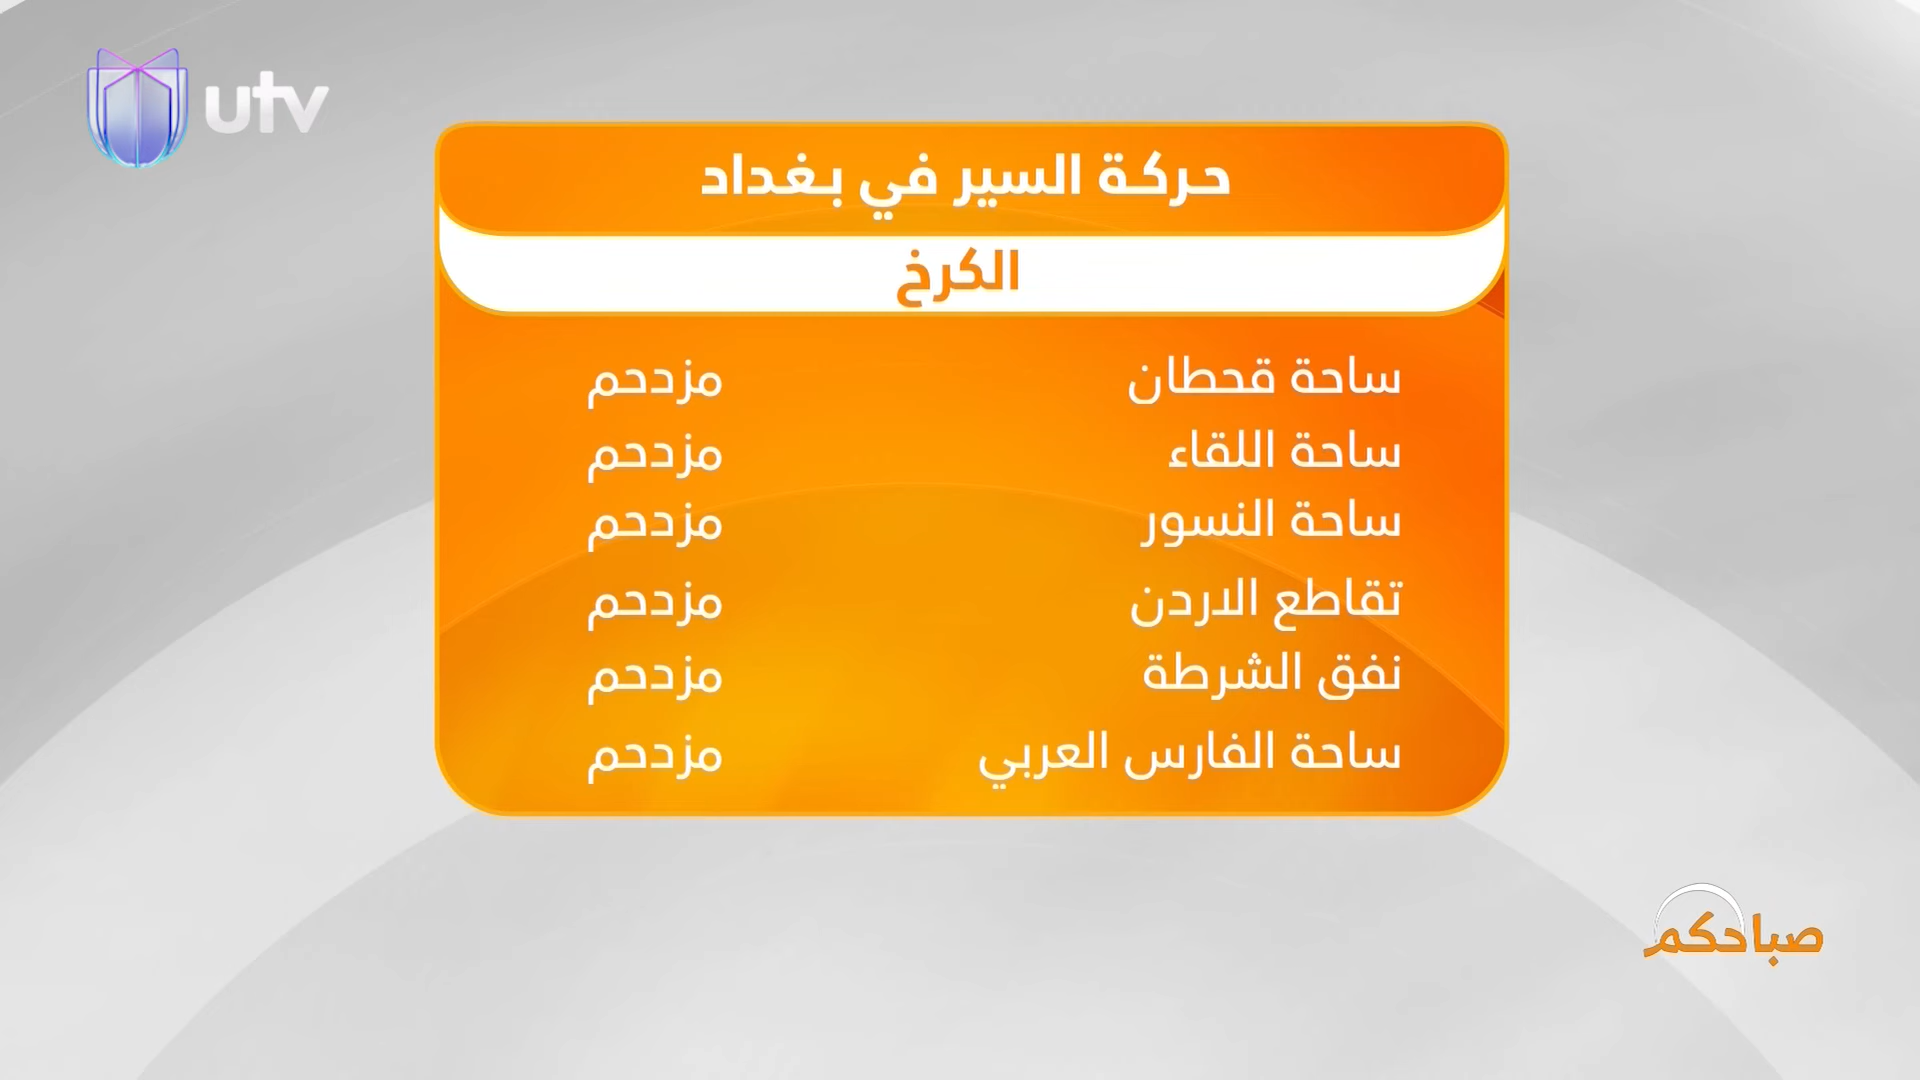 utv
حركة السير في بغداد
الكرخ
ساحة قحطان مزدحم
ساحة اللقاء مزدحم
ساحة النسور مزدحم
تقاطع الاردن مزدحم
نفق الشرطة مزدحم
ساحة الفارس العربي مزدحم
صباحكم